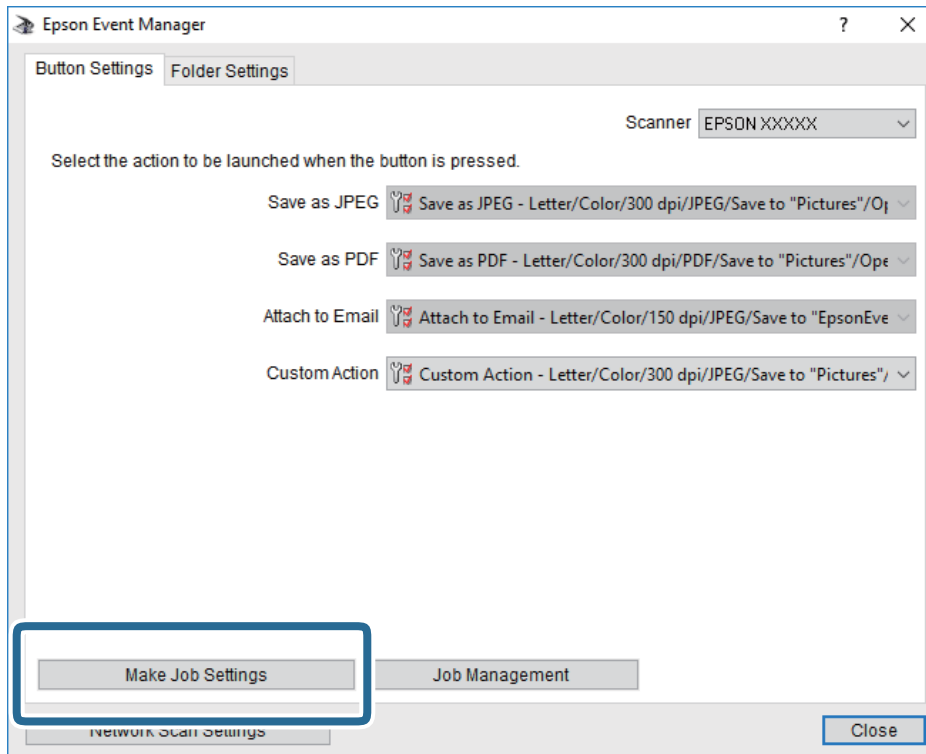 Epson Event Manager
?
Button Settings
Folder Settings
Scanner EPSON XXXXX
Select the action to be launched when the button is pressed.
Save as JPEG Save as JPEG - Letter/Color/300 dpi/JPEG/Save to "Pictures"/Op
Save as PDF Save as PDF - Letter/Color/300 dpi/PDF/Save to "Pictures"/Ope
Attach to Email Attach to Email - Letter/Color/150 dpi/JPEG/Save to "EpsonEve
Custom Action Custom Action - Letter/Color/300 dpi/JPEG/Save to "Pictures"/
Make Job Settings
Job Management
Network Scan Settings
Close